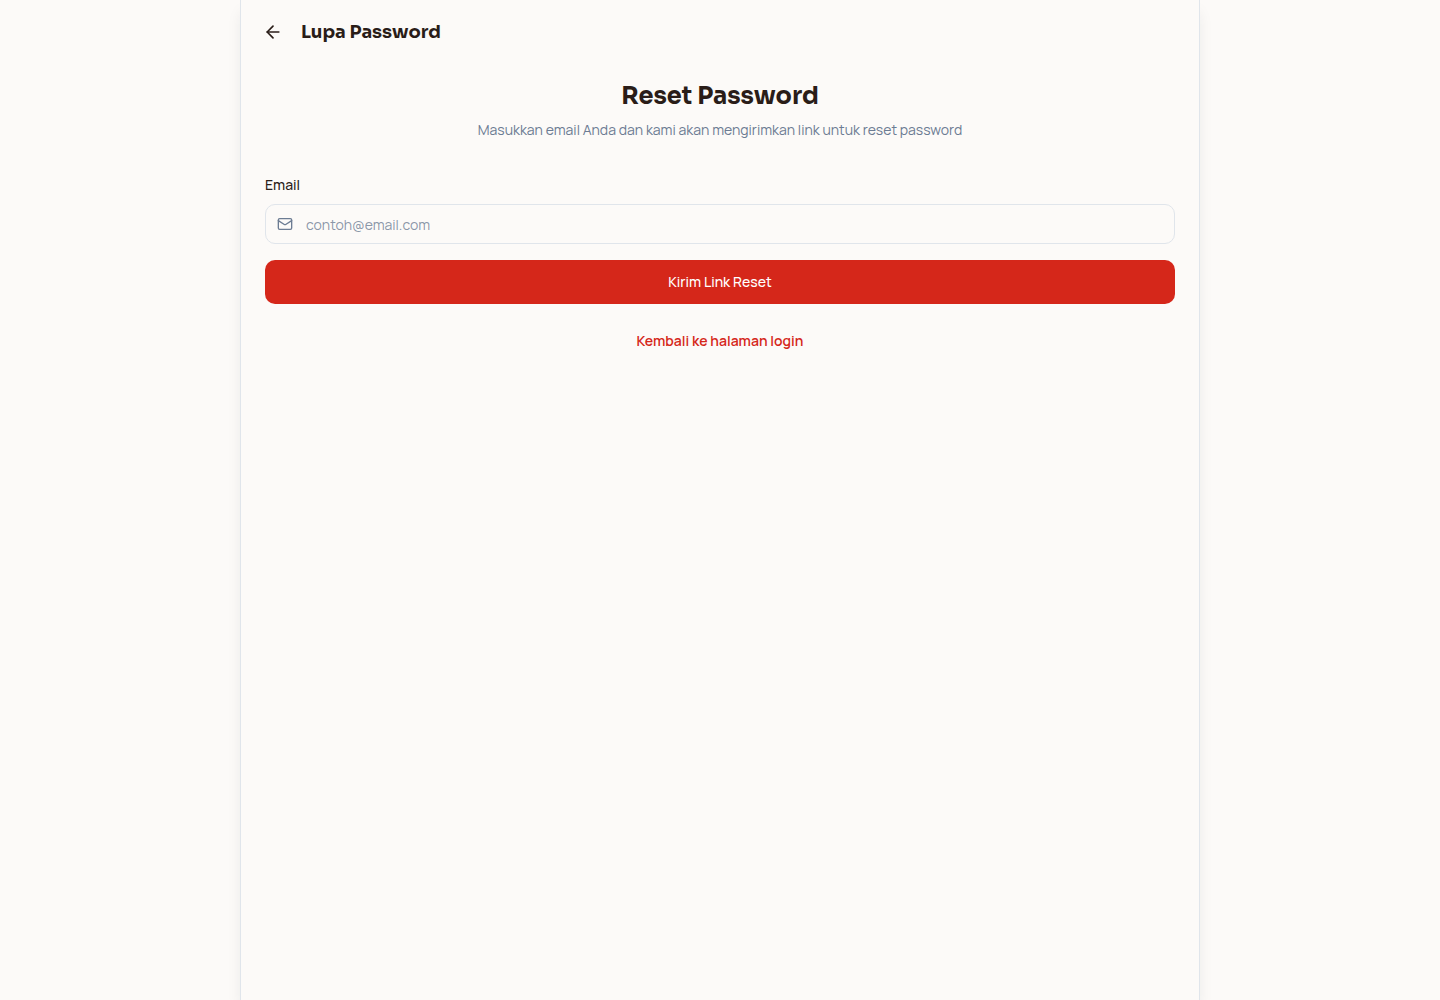 Lupa Password
Reset Password
Masukkan email Anda dan kami akan mengirimkan link untuk reset password
Email
contoh@email.com
Kirim Link Reset
Kembali ke halaman login